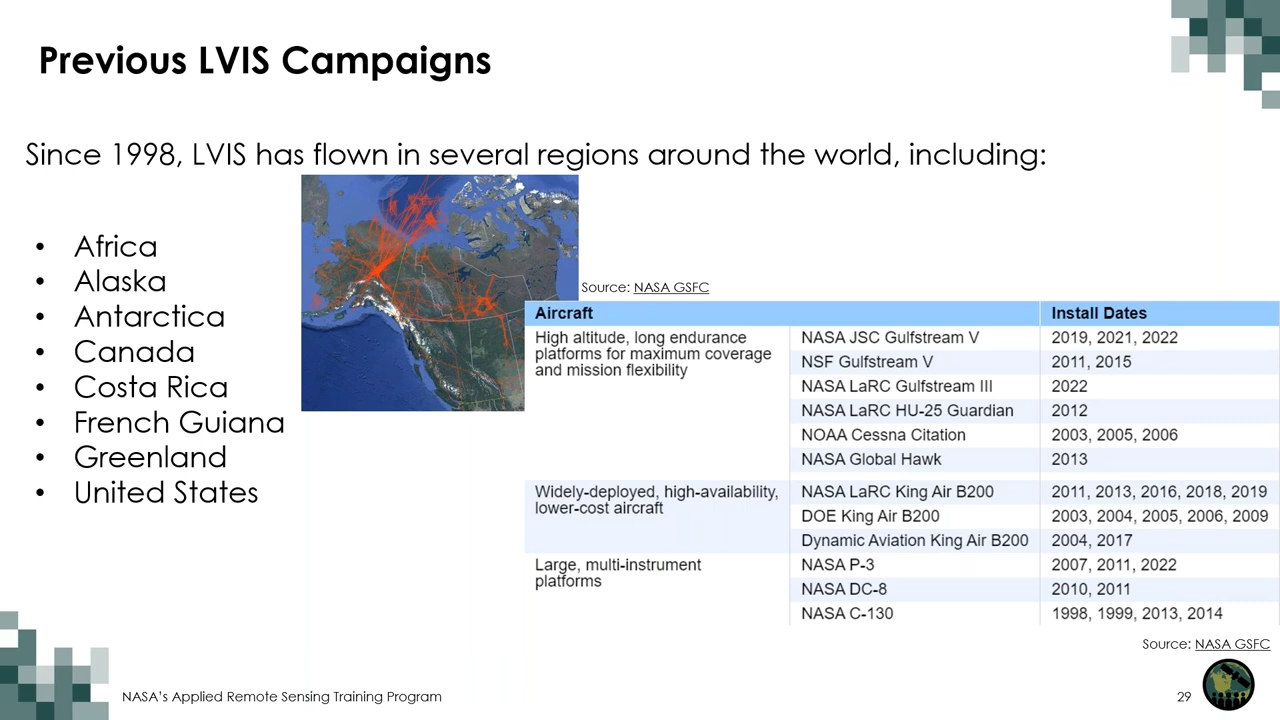 Previous LVIS Campaigns
Since 1998, LVIS has flown in several regions around the world, including:
• Africa
• Alaska
• Antarctica
• Canada
• Costa Rica
• French Guiana
• Greenland
• United States
Source: NASA GSFC
Aircraft Install Dates
High altitude, long endurance
platforms for maximum coverage
and mission flexibility
NASA JSC Gulfstream V 2019, 2021, 2022
NSF Gulfstream V 2011, 2015
NASA LaRC Gulfstream III 2022
NASA LaRC HU-25 Guardian 2012
NOAA Cessna Citation 2003, 2005, 2006
NASA Global Hawk 2013
Widely-deployed, high-availability,
lower-cost aircraft
NASA LaRC King Air B200 2011, 2013, 2016, 2018, 2019
DOE King Air B200 2003, 2004, 2005, 2006, 2009
Dynamic Aviation King Air B200 2004, 2017
Large, multi-instrument
platforms
NASA P-3 2007, 2011, 2022
NASA DC-8 2010, 2011
NASA C-130 1998, 1999, 2013, 2014
Source: NASA GSFC
NASA's Applied Remote Sensing Training Program
29